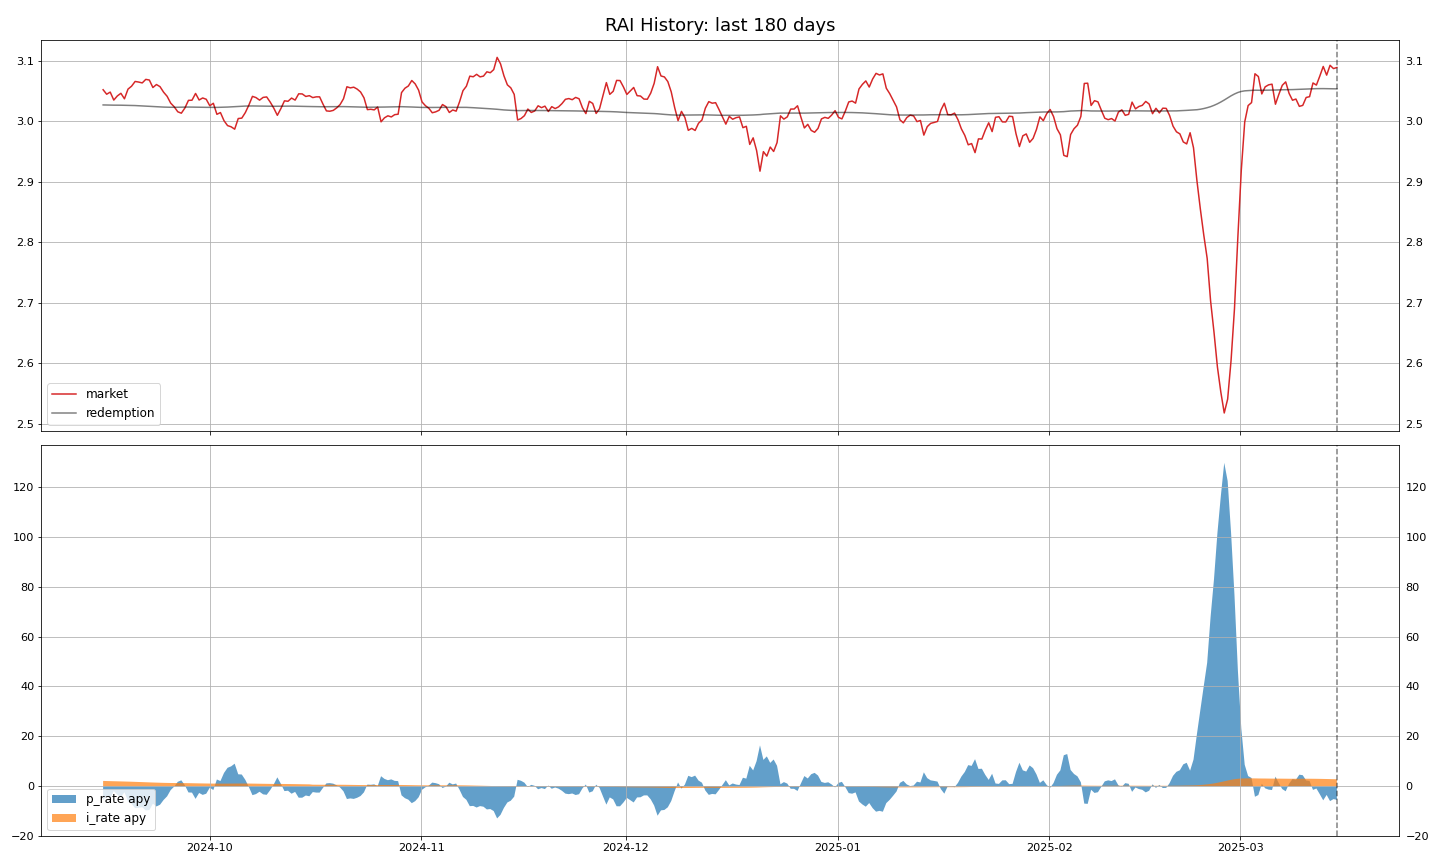 RAI History: last 180 days
3.1 3.1
3.0 3.0
2.9 2.9
2.8 2.8
2.7 2.7
2.6 2.6
market
redemption
2.5 2.5
120 120
100 100
80 80
60 60
40 40
20 20
0 0
p_rate apy
i_rate apy
−20 −20
2024-10 2024-11 2024-12 2025-01 2025-02 2025-03